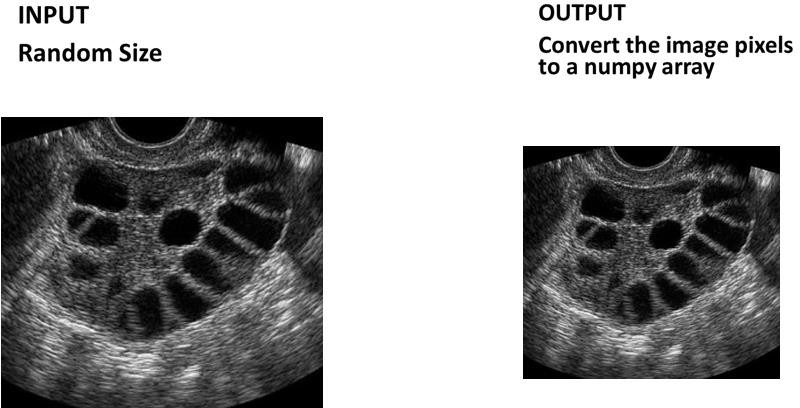 INPUT
Random Size
OUTPUT
Convert the image pixels
to a numpy array